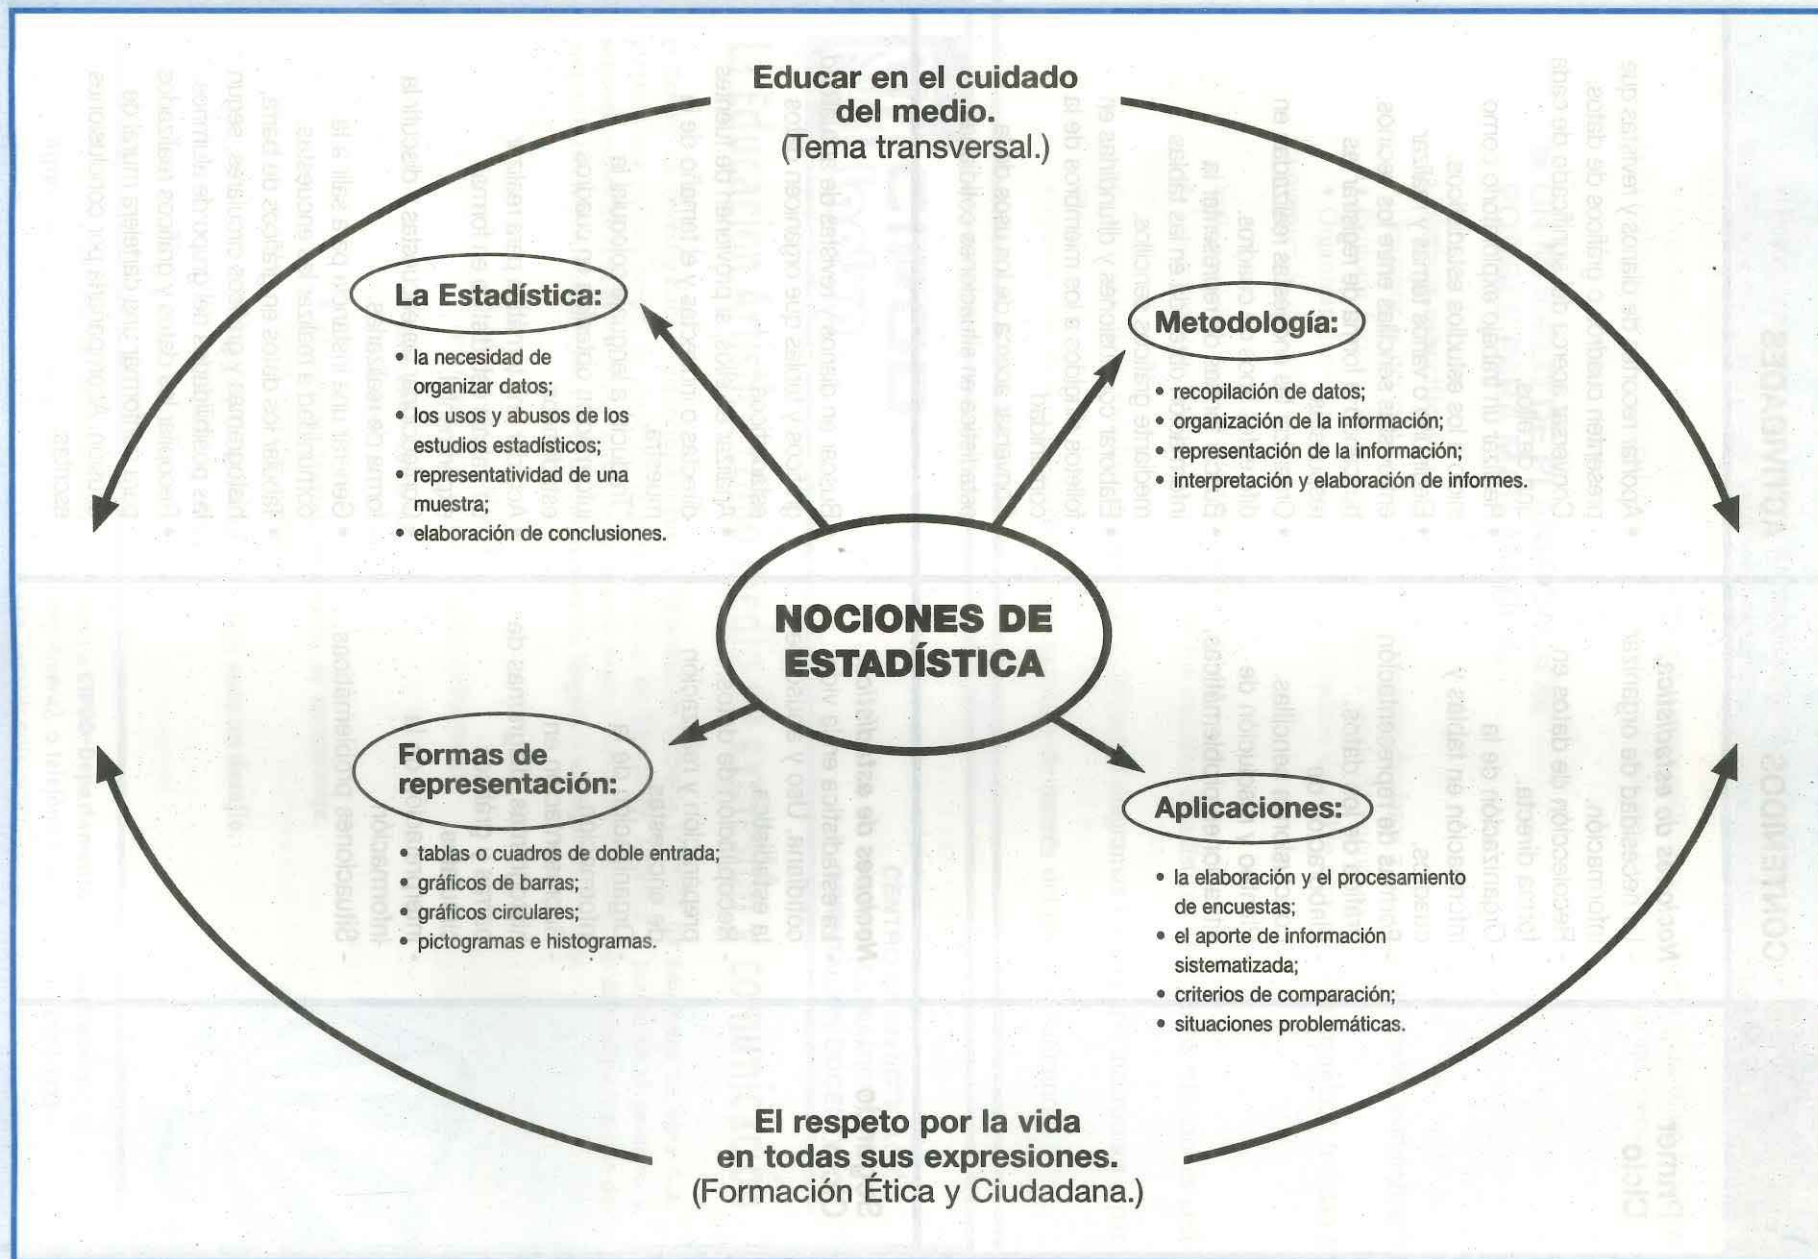 Educar en el cuidado
del medio.
(Tema transversal.)
La Estadística:
• la necesidad de
organizar datos;
• los usos y abusos de los
estudios estadísticos;
• representatividad de una
muestra;
• elaboración de conclusiones.
Metodología:
• recopilación de datos;
• organización de la información;
• representación de la información;
• interpretación y elaboración de informes.
NOCIONES DE
ESTADÍSTICA
Formas de
representación:
• tablas o cuadros de doble entrada;
• gráficos de barras;
• gráficos circulares;
• pictogramas e histogramas.
Aplicaciones:
• la elaboración y el procesamiento
de encuestas;
• el aporte de información
sistematizada;
• criterios de comparación;
• situaciones problemáticas.
El respeto por la vida
en todas sus expresiones.
(Formación Ética y Ciudadana.)